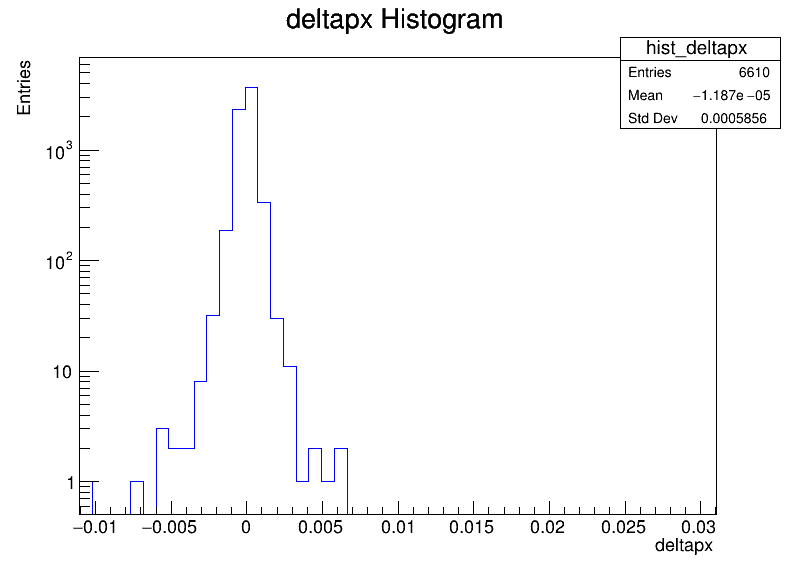 deltapx Histogram
hist_deltapx
Entries 6610
Mean −1.187e−05
Std Dev 0.0005856
Entries
10³
10²
10
1
−0.01 −0.005 0 0.005 0.01 0.015 0.02 0.025 0.03
deltapx